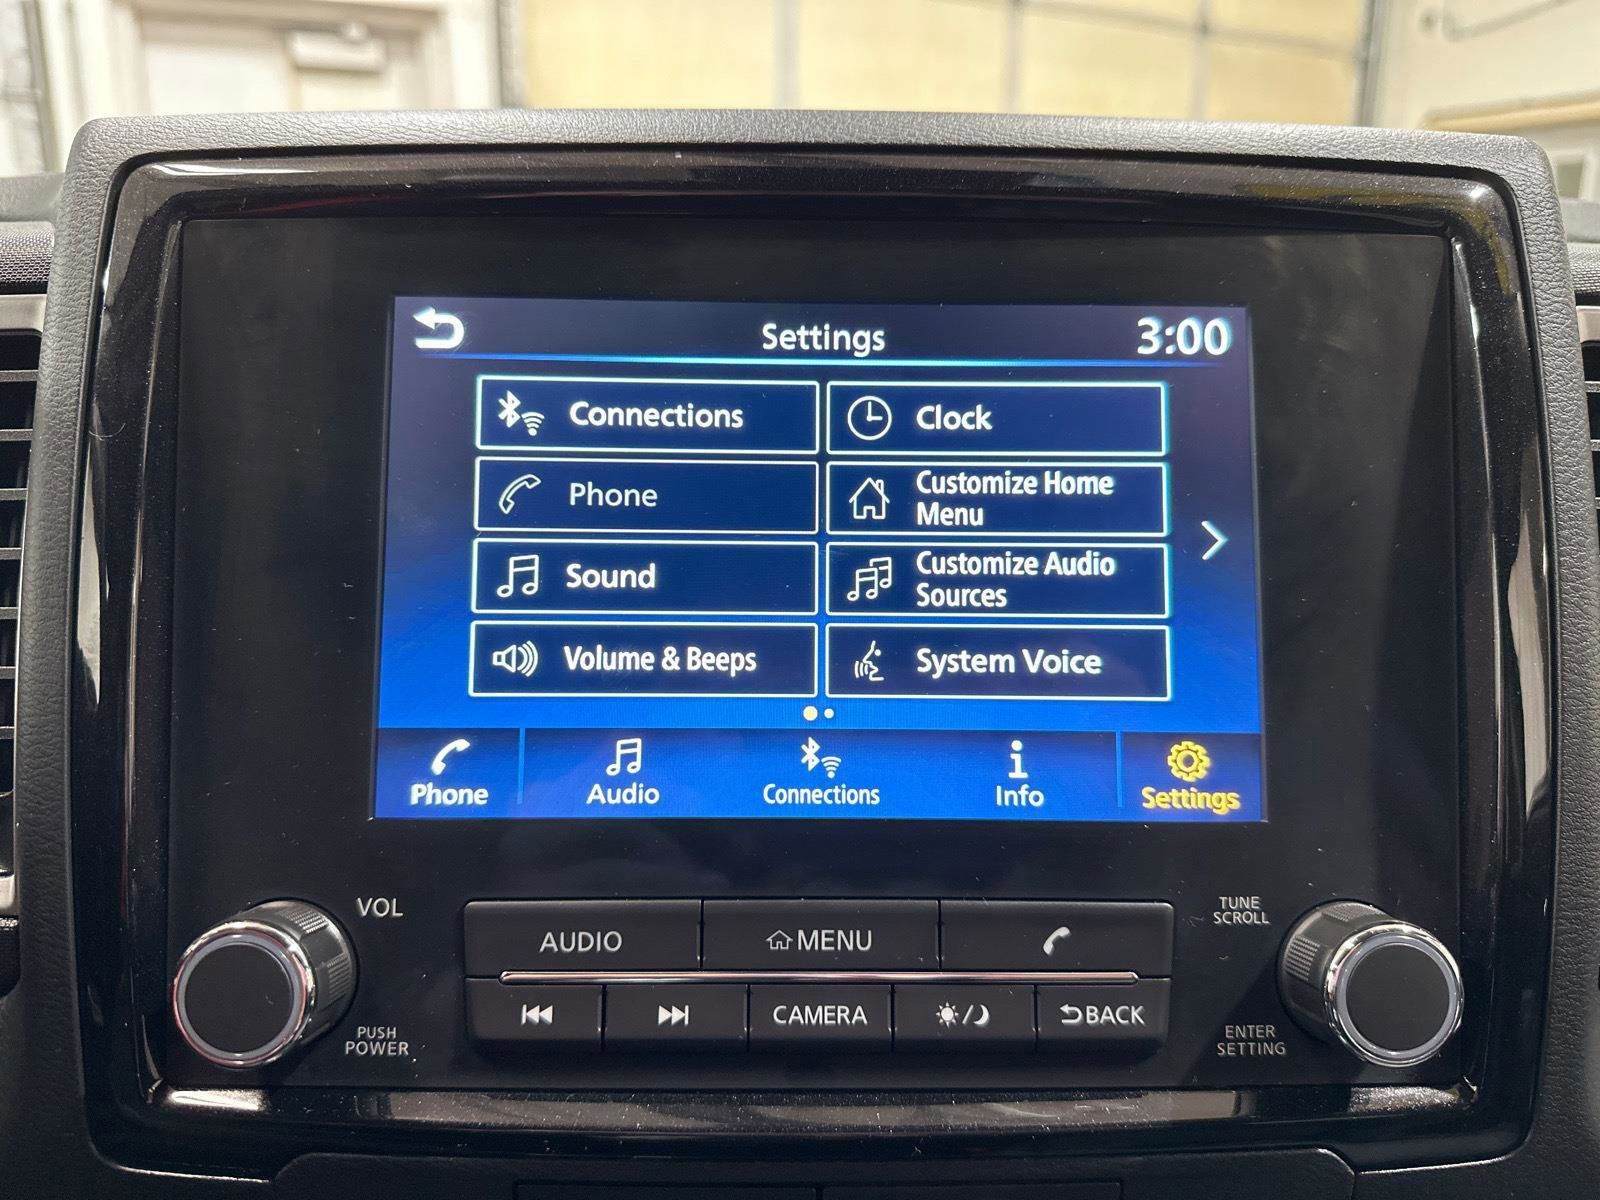 Settings
3:00
Connections
Clock
Phone
Customize Home
Menu
Sound
Customize Audio
Sources
Volume & Beeps
System Voice
Phone
Audio
Connections
Info
Settings
VOL
TUNE
SCROLL
AUDIO
MENU
CAMERA
BACK
PUSH
POWER
ENTER
SETTING